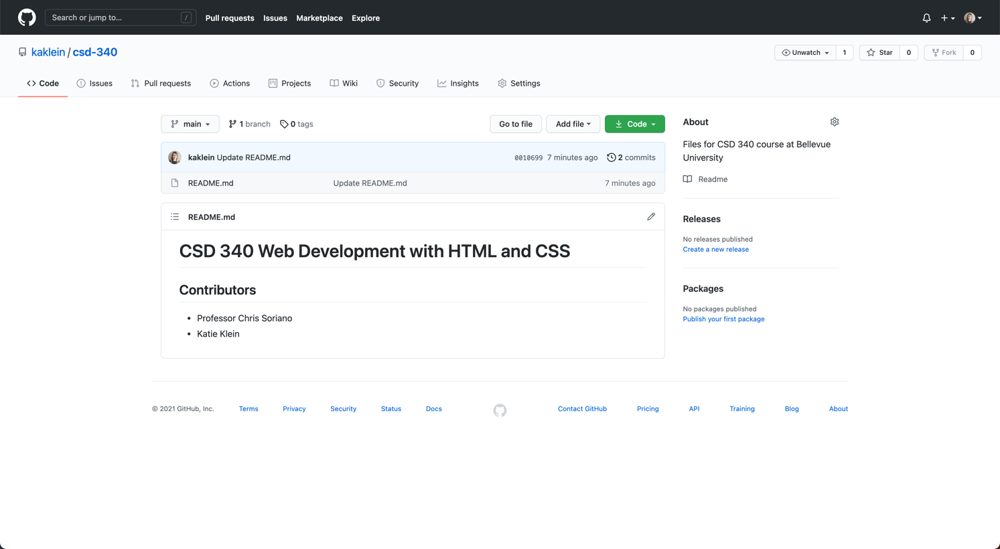 Search or jump to... /
Pull requests Issues Marketplace Explore
kaklein / csd-340
Unwatch 1 Star 0 Fork 0
Code Issues Pull requests Actions Projects Wiki Security Insights Settings
main 1 branch 0 tags
Go to file Add file Code
kaklein Update README.md 0010699 7 minutes ago 2 commits
README.md Update README.md 7 minutes ago
README.md
CSD 340 Web Development with HTML and CSS
Contributors
• Professor Chris Soriano
• Katie Klein
About
Files for CSD 340 course at Bellevue
University
Readme
Releases
No releases published
Create a new release
Packages
No packages published
Publish your first package
© 2021 GitHub, Inc. Terms Privacy Security Status Docs Contact GitHub Pricing API Training Blog About